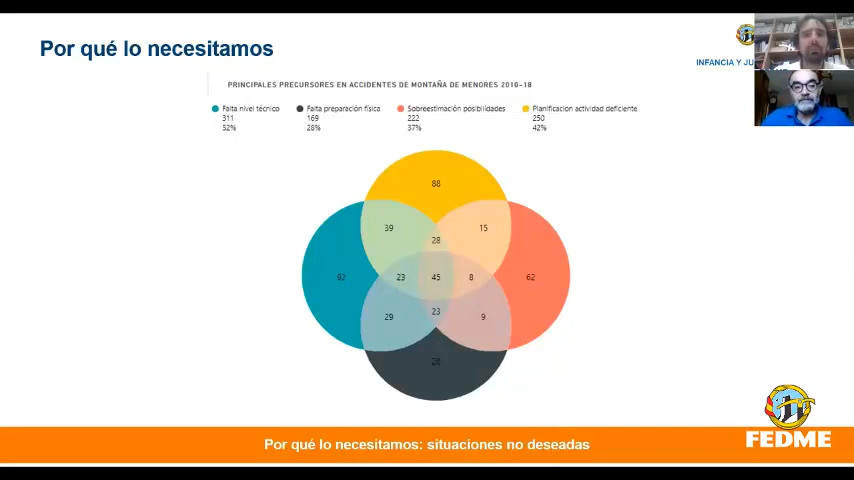 Por qué lo necesitamos
INFANCIA Y JU
PRINCIPALES PRECURSORES EN ACCIDENTES DE MONTAÑA DE MENORES 2016-18
Falta nivel técnico
311
52%
Falta preparación física
169
28%
Sobreestimación posibilidades
222
37%
Planificacion actividad deficiente
250
42%
88
39
15
28
92
23
45
8
62
29
23
9
28
Por qué lo necesitamos: situaciones no deseadas
FEDME